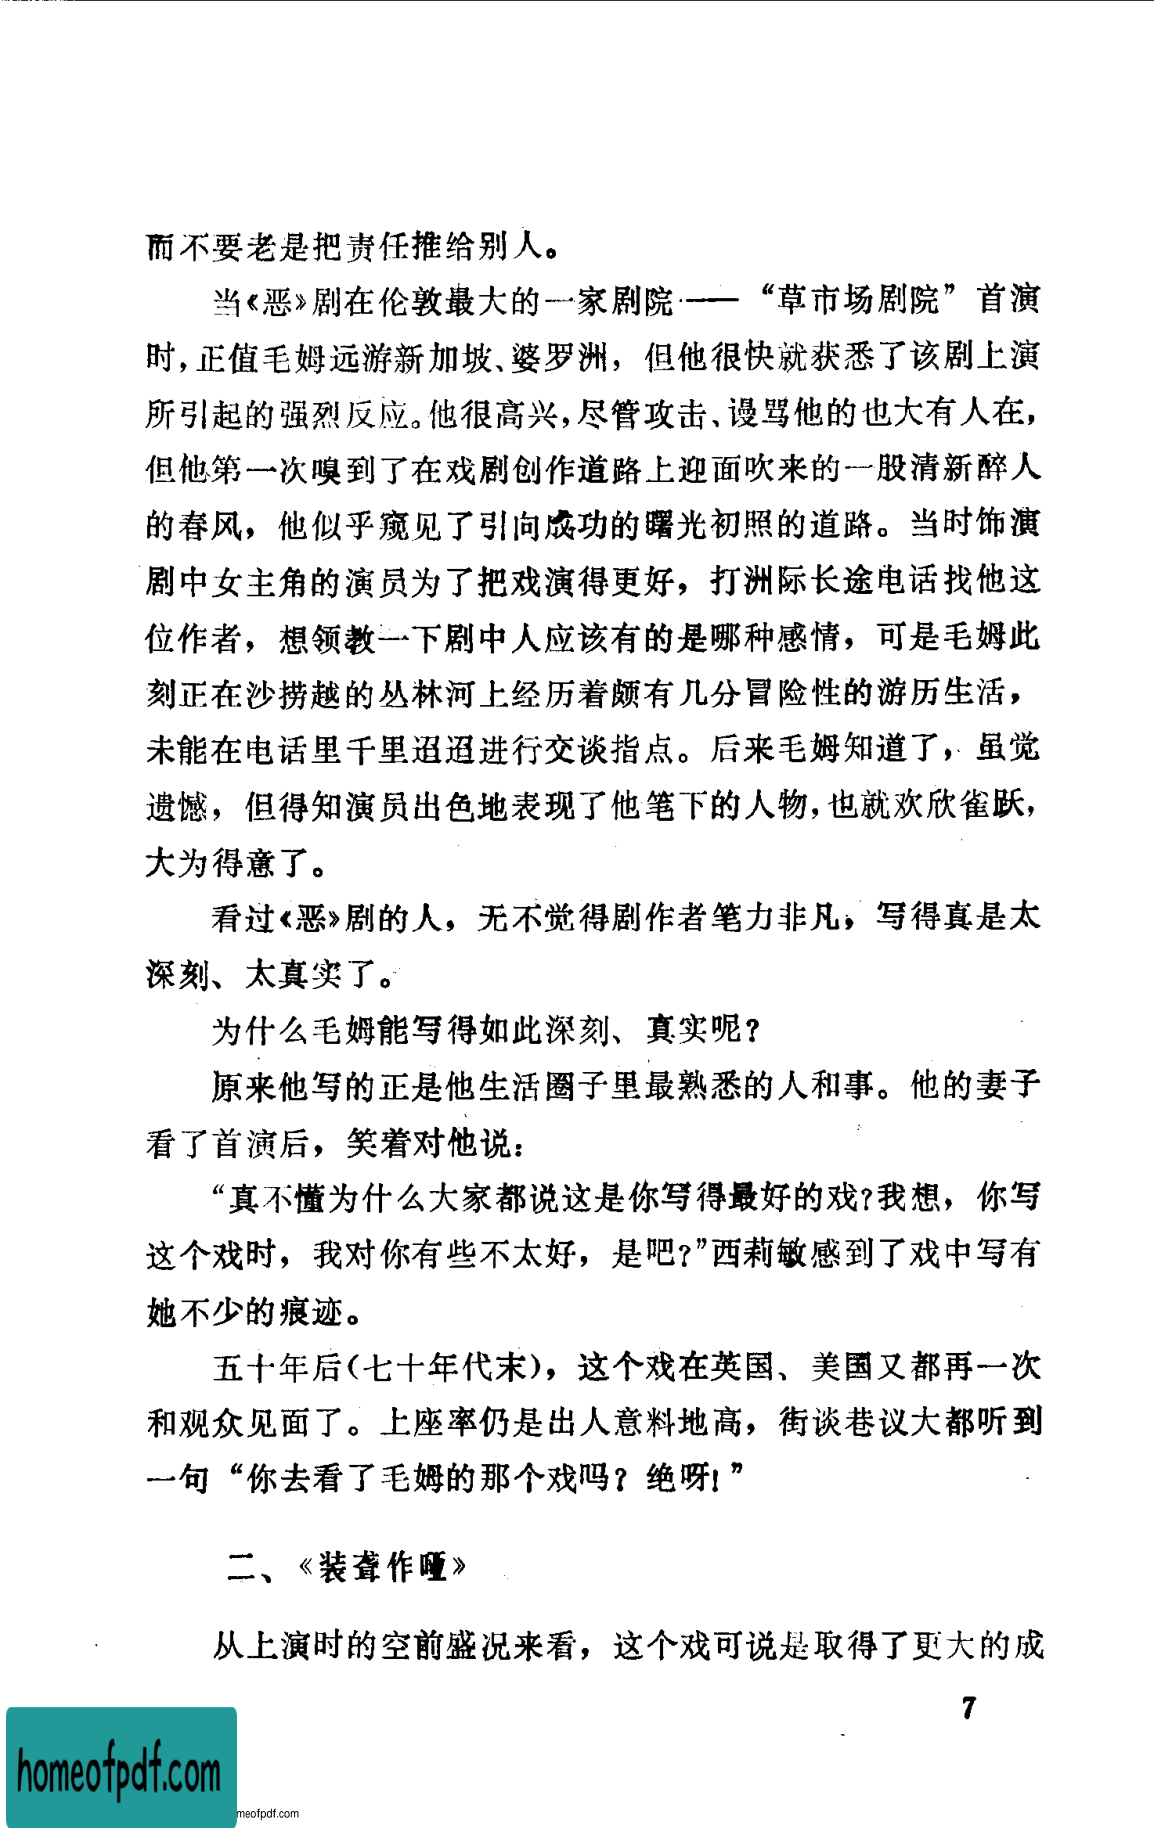 而不要老是把责任推给别人。
当《恶》剧在伦敦最大的一家剧院——“草市场剧院”首演
时，正值毛姆远游新加坡、婆罗洲，但他很快就获悉了该剧上演
所引起的强烈反应。他很高兴，尽管攻击、谩骂他的也大有人在，
但他第一次嗅到了在戏剧创作道路上迎面吹来的一股清新醉人
的春风，他似乎窥见了引向成功的曙光初照的道路。当时饰演
剧中女主角的演员为了把戏演得更好，打洲际长途电话找他这
位作者，想领教一下剧中人应该有的是哪种感情，可是毛姆此
刻正在沙捞越的丛林河上经历着颇有几分冒险性的游历生活，
未能在电话里千里迢迢进行交谈指点。后来毛姆知道了，虽觉
遗憾，但得知演员出色地表现了他笔下的人物，也就欢欣雀跃，
大为得意了。
看过《恶》剧的人，无不觉得剧作者笔力非凡，写得真是太
深刻、太真实了。
为什么毛姆能写得如此深刻、真实呢？
原来他写的正是他生活圈子里最熟悉的人和事。他的妻子
看了首演后，笑着对他说：
“真不懂为什么大家都说这是你写得最好的戏？我想，你写
这个戏时，我对你有些不太好，是吧？”西莉敏感到了戏中写有
她不少的痕迹。
五十年后（七十年代末），这个戏在英国、美国又都再一次
和观众见面了。上座率仍是出人意料地高，街谈巷议大都听到
一句“你去看了毛姆的那个戏吗？绝呀！”
二、《装聋作哑》
从上演时的空前盛况来看，这个戏可说是取得了更大的成
7
homeofpdf.com
meofpdf.com